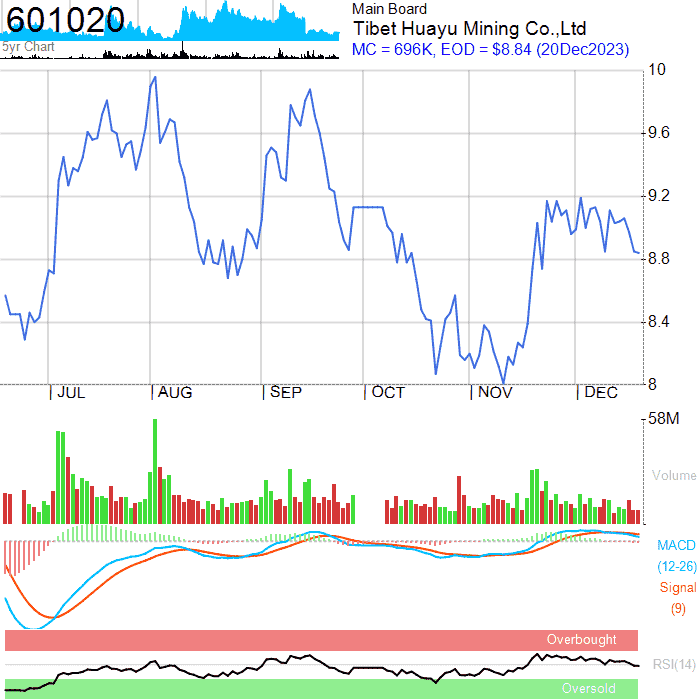 601020
5yr Chart
Main Board
Tibet Huayu Mining Co.,Ltd
MC = 696K, EOD = $8.84 (20Dec2023)
10
9.6
9.2
8.8
8.4
8
JUL AUG SEP OCT NOV DEC
58M
Volume
MACD
(12-26)
Signal
(9)
Overbought
RSI(14)
Oversold